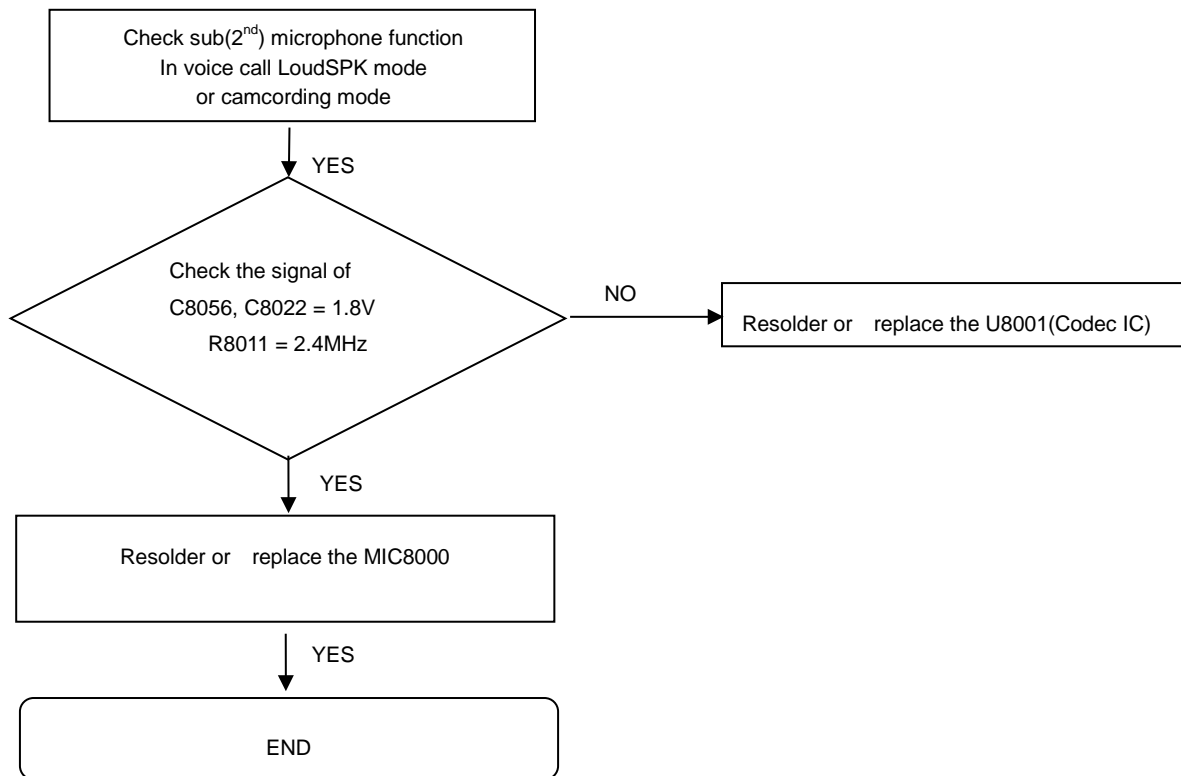 Check sub(2nd) microphone function
In voice call LoudSPK mode
or camcording mode
YES
Check the signal of
C8056, C8022 = 1.8V
R8011 = 2.4MHz
NO
Resolder or replace the U8001(Codec IC)
YES
Resolder or replace the MIC8000
YES
END